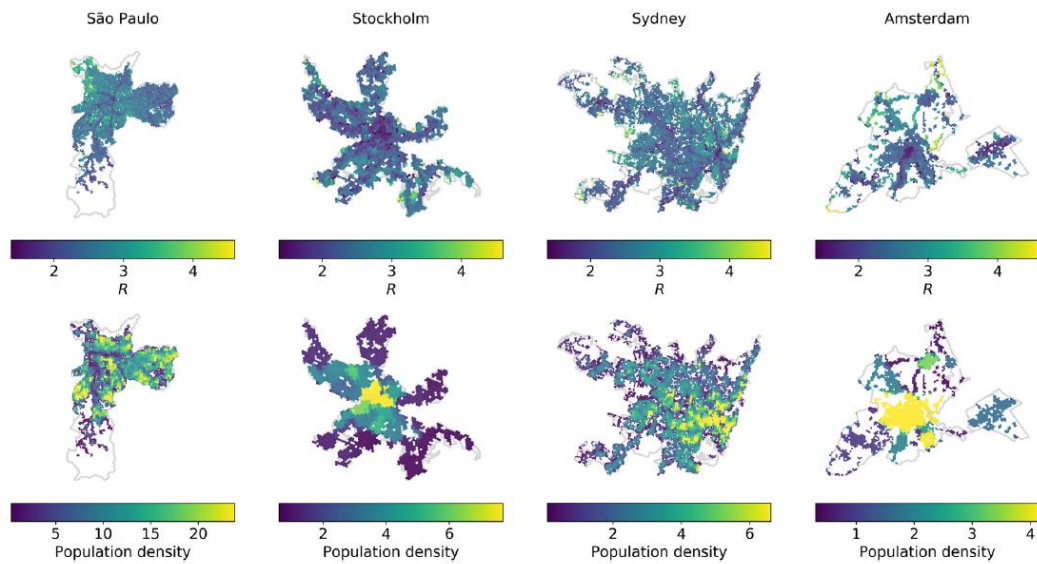 São Paulo
Stockholm
Sydney
Amsterdam
2 3 4
R
2 3 4
R
2 3 4
R
2 3 4
R
5 10 15 20
Population density
2 4 6
Population density
2 4 6
Population density
1 2 3 4
Population density